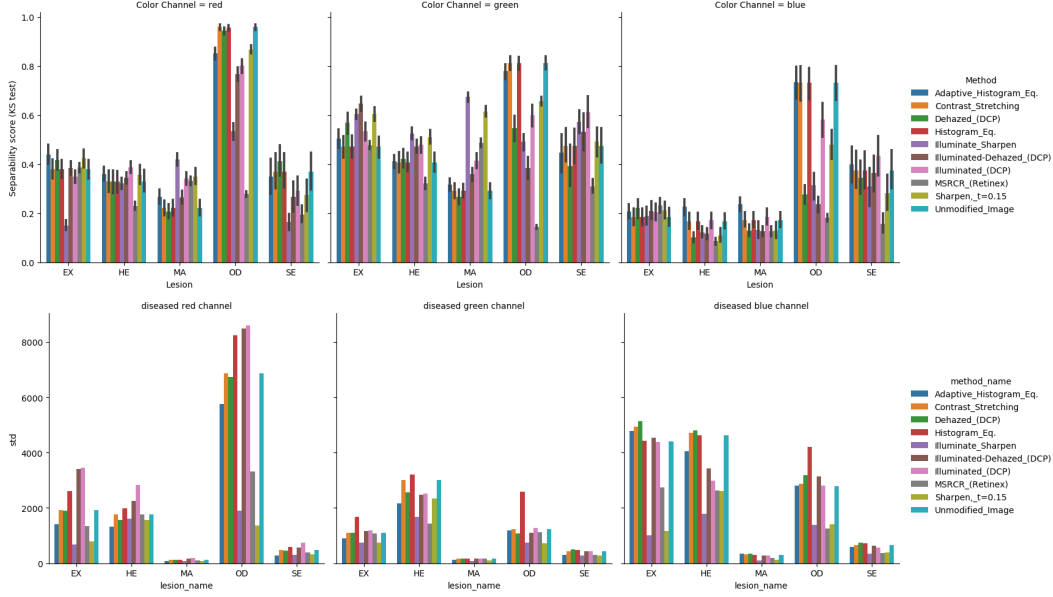 Color Channel = red
Color Channel = green
Color Channel = blue
Separability score (KS test)
1.0
0.8
0.6
0.4
0.2
0.0
EX HE MA OD SE
Lesion
EX HE MA OD SE
Lesion
EX HE MA OD SE
Lesion
Method
Adaptive_Histogram_Eq.
Contrast_Stretching
Dehazed_(DCP)
Histogram_Eq.
Illuminate_Sharpen
Illuminated-Dehazed_(DCP)
Illuminated_(DCP)
MSRCR_(Retinex)
Sharpen,_t=0.15
Unmodified_Image
diseased red channel
diseased green channel
diseased blue channel
std
8000
6000
4000
2000
0
EX HE MA OD SE
lesion_name
EX HE MA OD SE
lesion_name
EX HE MA OD SE
lesion_name
method_name
Adaptive_Histogram_Eq.
Contrast_Stretching
Dehazed_(DCP)
Histogram_Eq.
Illuminate_Sharpen
Illuminated-Dehazed_(DCP)
Illuminated_(DCP)
MSRCR_(Retinex)
Sharpen,_t=0.15
Unmodified_Image